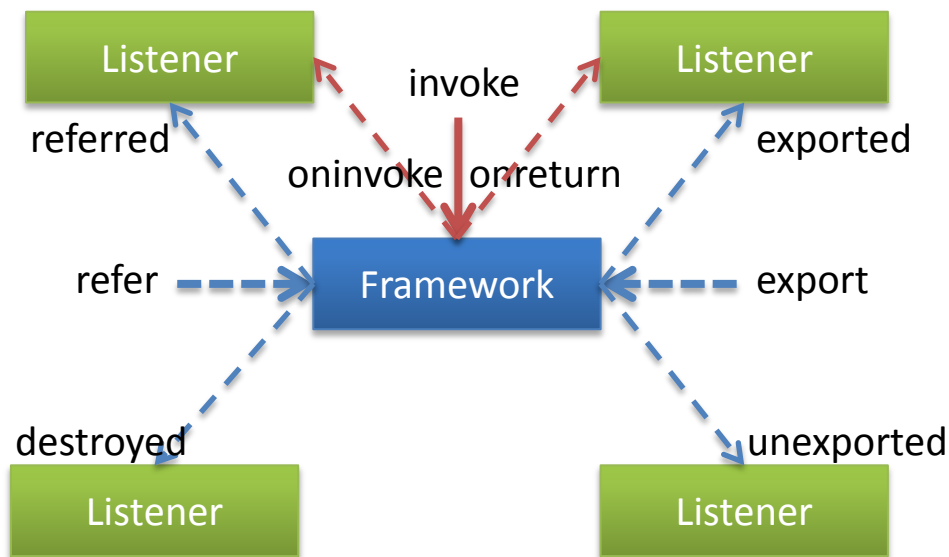 Listener
Listener
invoke
referred
exported
oninvoke
onreturn
refer
Framework
export
destroyed
unexported
Listener
Listener